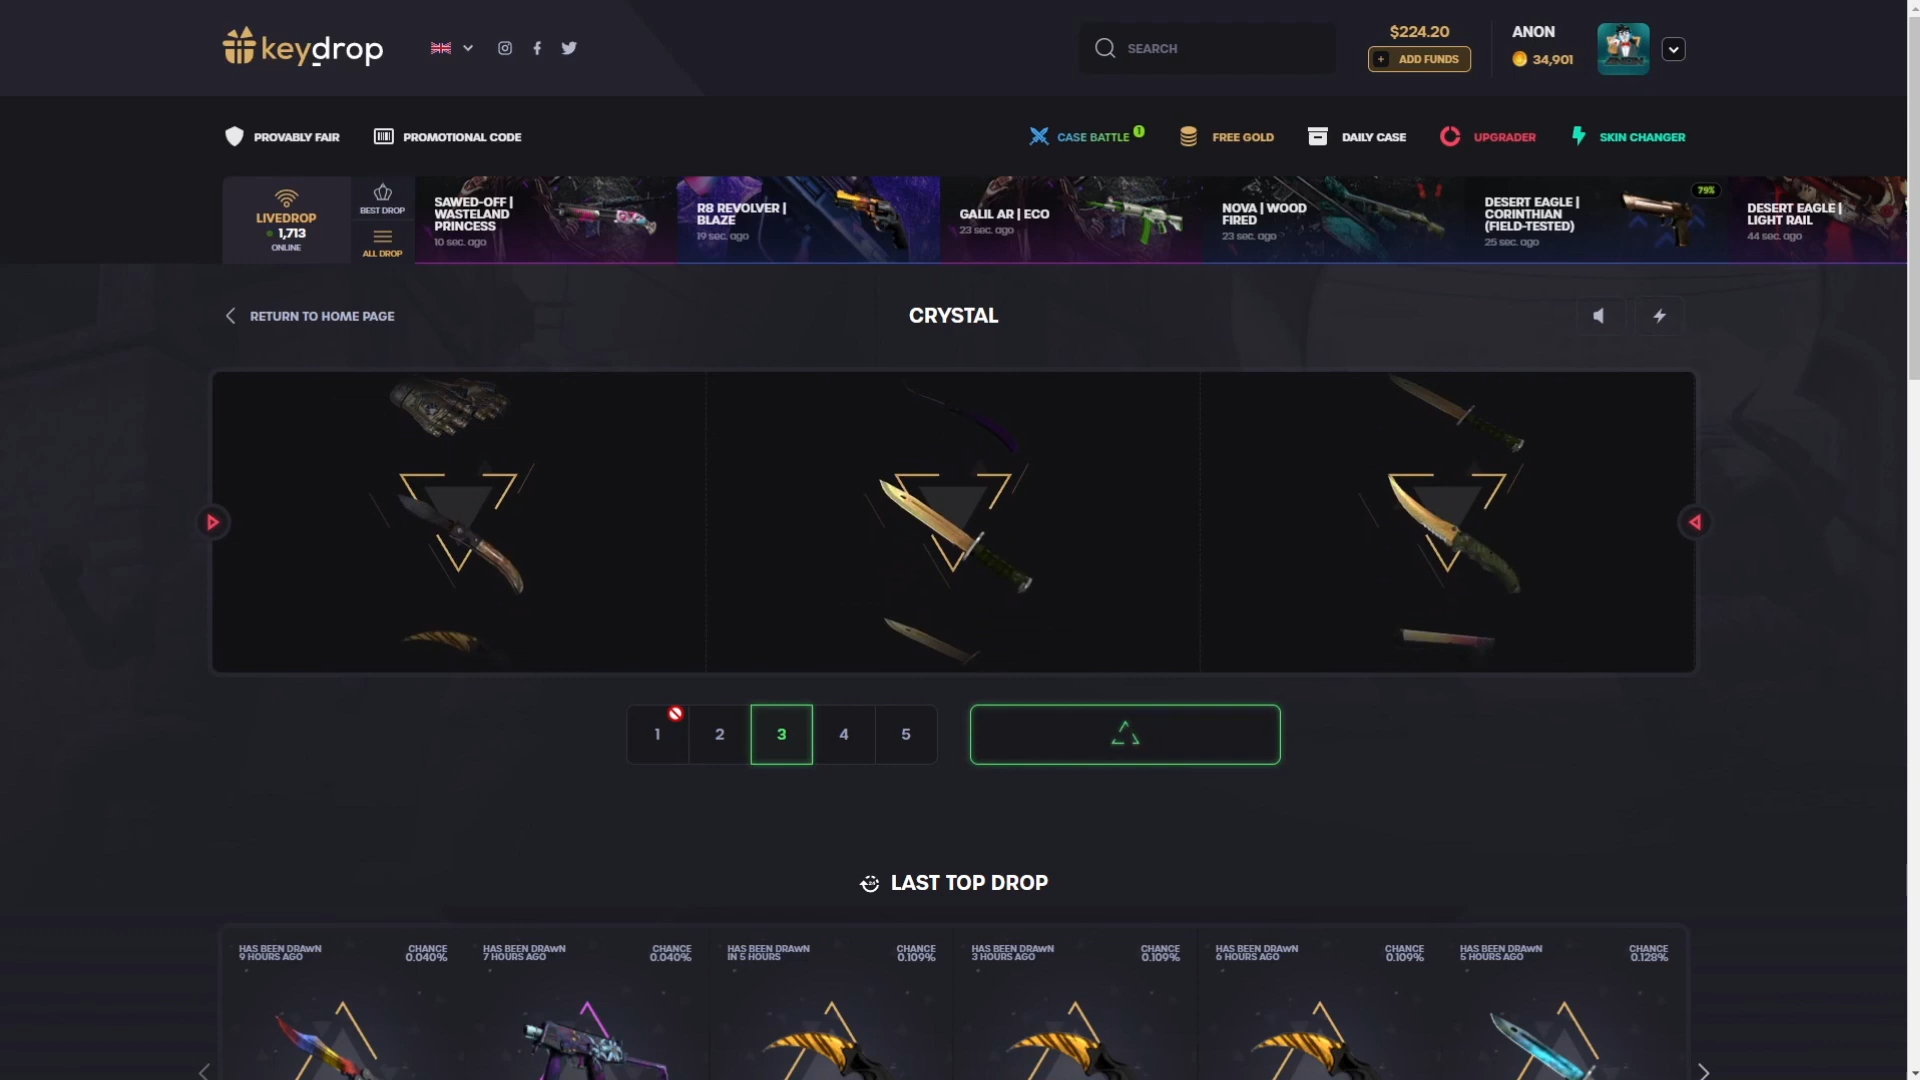 keydrop
SEARCH
$224.20
ADD FUNDS
ANON
34,901
PROVABLY FAIR
PROMOTIONAL CODE
CASE BATTLE
1
FREE GOLD
DAILY CASE
UPGRADER
SKIN CHANGER
LIVEDROP
1,713
ONLINE
BEST DROP
ALL DROP
SAWED-OFF |
WASTELAND
PRINCESS
10 sec. ago
R8 REVOLVER |
BLAZE
19 sec. ago
GALIL AR | ECO
23 sec. ago
NOVA | WOOD
FIRED
23 sec. ago
DESERT EAGLE |
CORINTHIAN
(FIELD-TESTED)
25 sec. ago
79%
DESERT EAGLE |
LIGHT RAIL
44 sec. ago
RETURN TO HOME PAGE
CRYSTAL
1
2
3
4
5
LAST TOP DROP
HAS BEEN DRAWN
9 HOURS AGO
CHANCE
0.040%
HAS BEEN DRAWN
7 HOURS AGO
CHANCE
0.040%
HAS BEEN DRAWN
IN 5 HOURS
CHANCE
0.109%
HAS BEEN DRAWN
3 HOURS AGO
CHANCE
0.109%
HAS BEEN DRAWN
6 HOURS AGO
CHANCE
0.109%
HAS BEEN DRAWN
5 HOURS AGO
CHANCE
0.128%